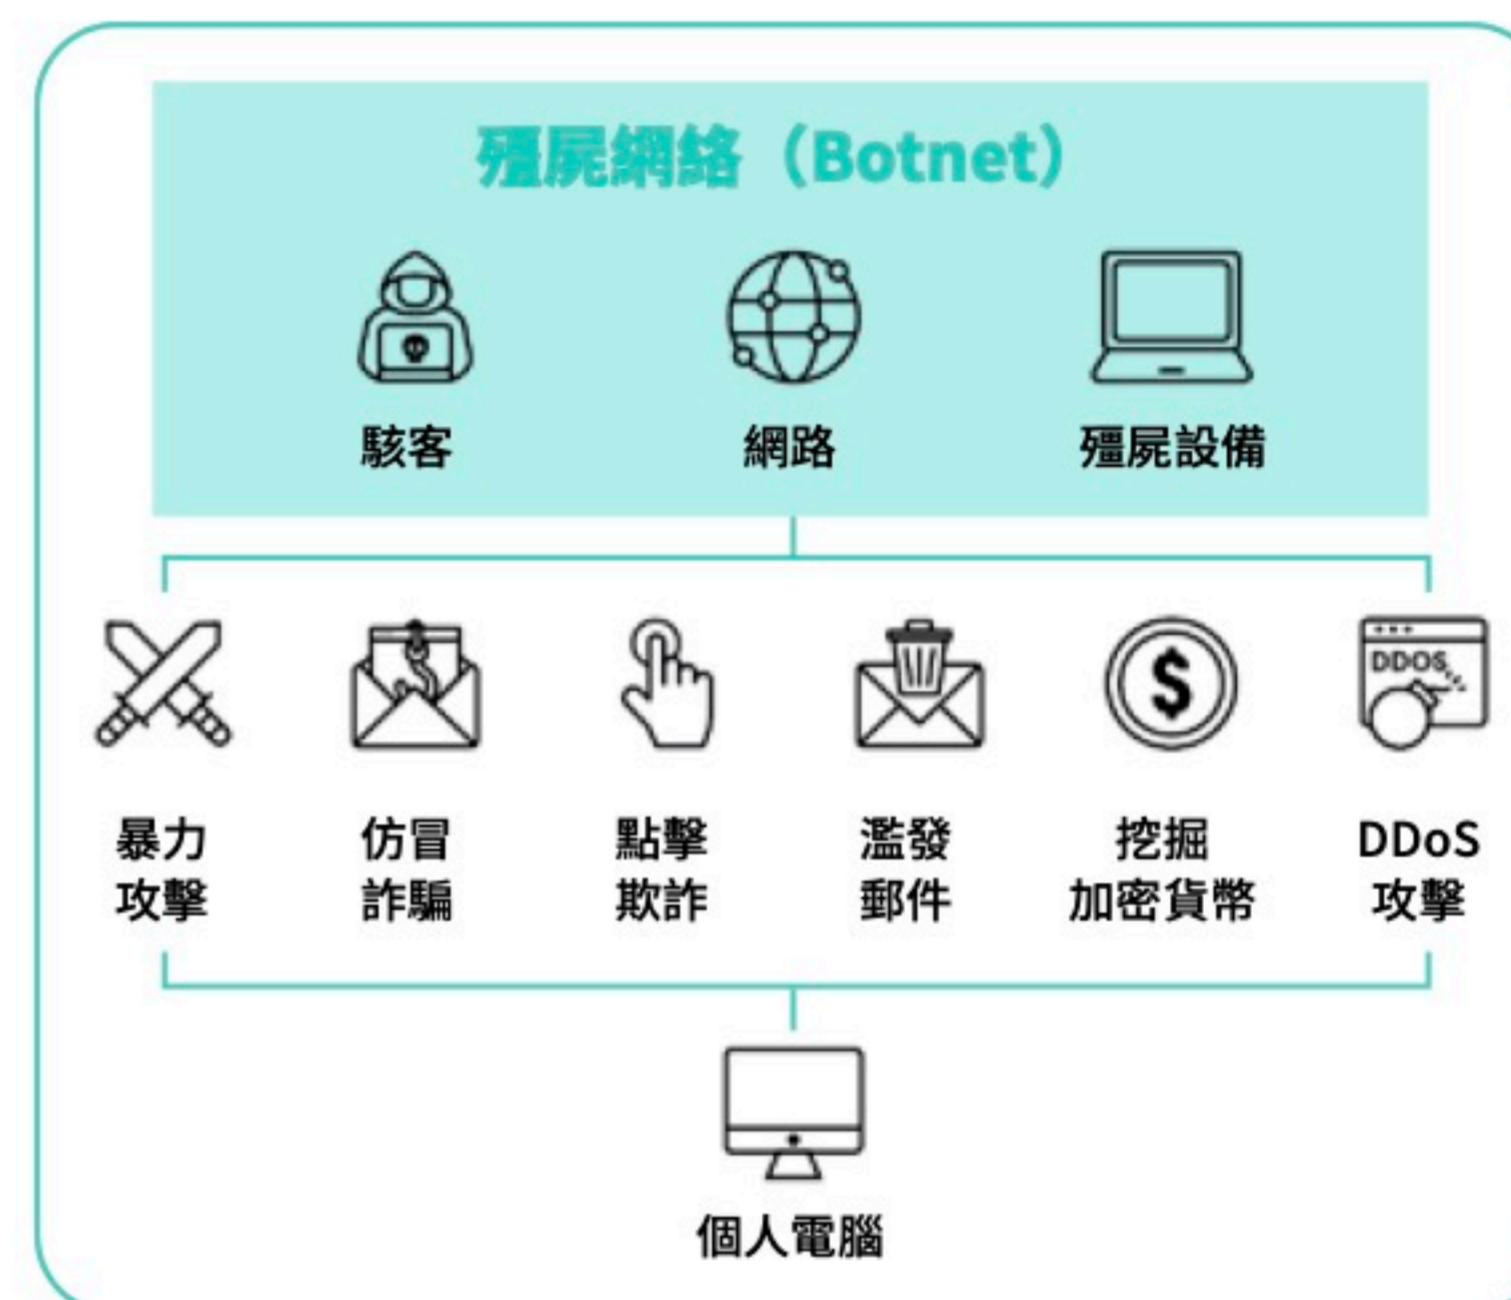 殭屍網絡（Botnet）
駭客
網路
殭屍設備
DDOS
暴力
攻擊
仿冒
詐騙
點擊
欺詐
濫發
郵件
挖掘
加密貨幣
DDoS
攻擊
個人電腦